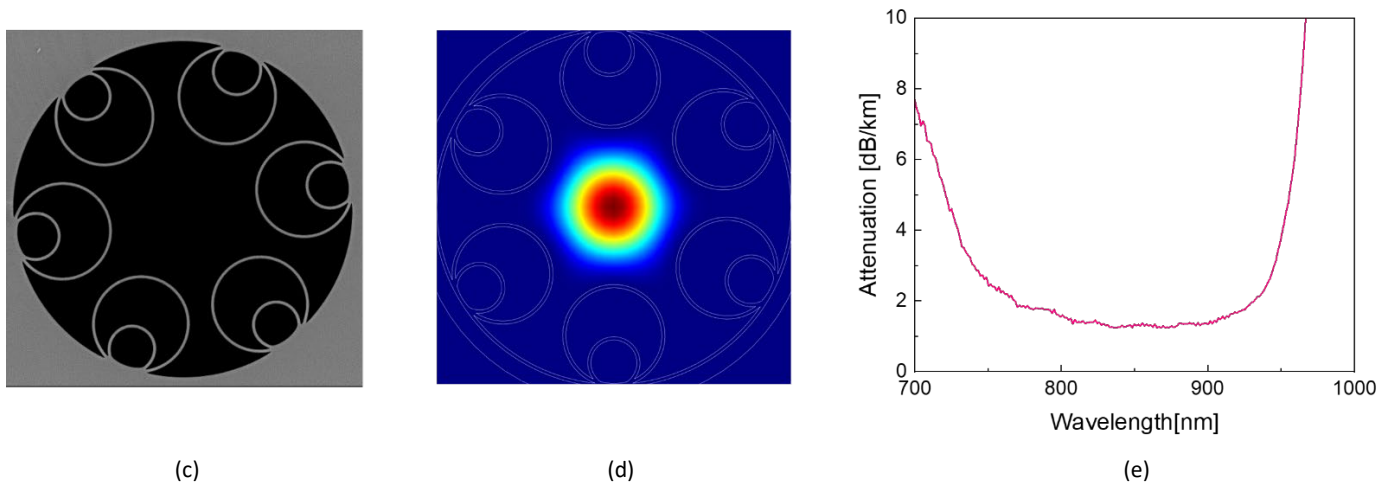 10
8
6
4
2
0
Attenuation [dB/km]
700
800
900
1000
Wavelength[nm]
(c)
(d)
(e)